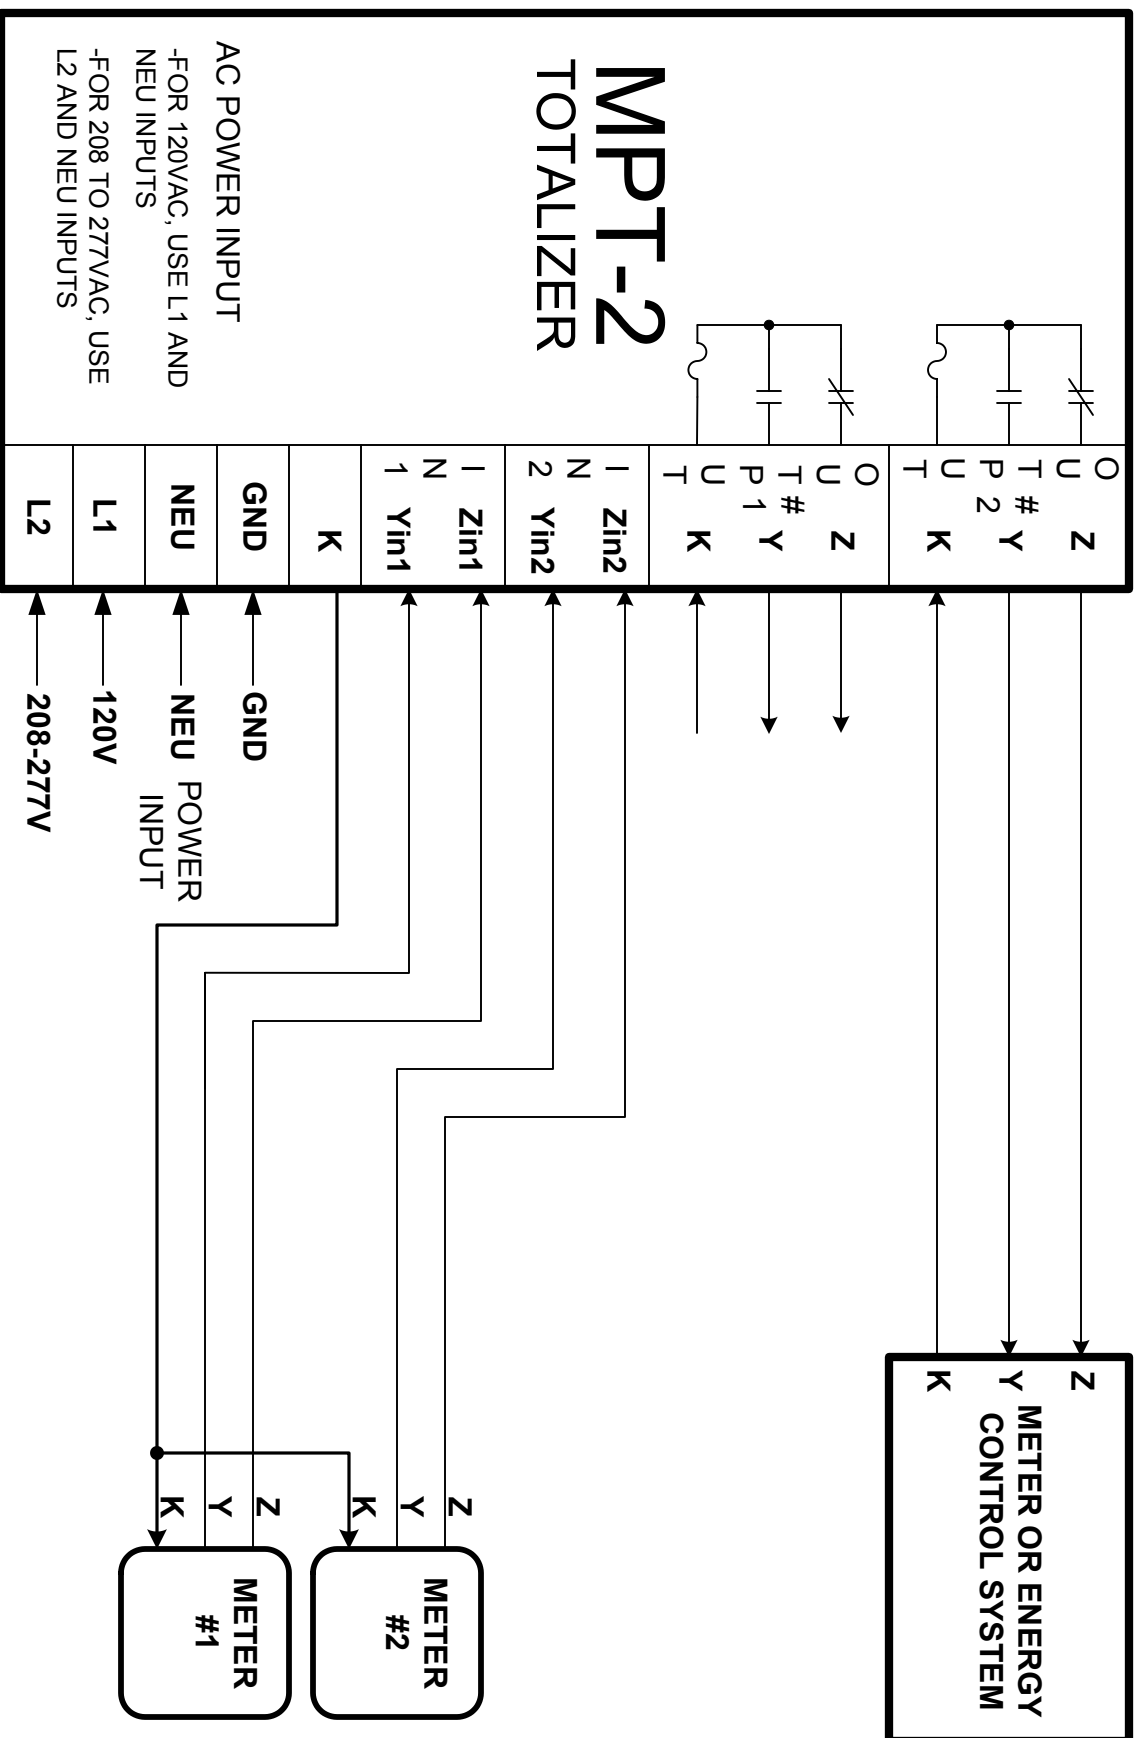 MPT-2
TOTALIZER
AC POWER INPUT
-FOR 120VAC, USE L1 AND
NEU INPUTS
-FOR 208 TO 277VAC, USE
L2 AND NEU INPUTS
OUTPUT
#2
Z
Y
K
OUTPUT
#1
Z
Y
K
IN 2
Zin2
Yin2
IN 1
Zin1
Yin1
K
GND
NEU
L1
L2
GND
NEU
120V
208-277V
POWER
INPUT
Z
Y
K
METER OR ENERGY
CONTROL SYSTEM
Z
Y
K
METER
#2
Z
Y
K
METER
#1